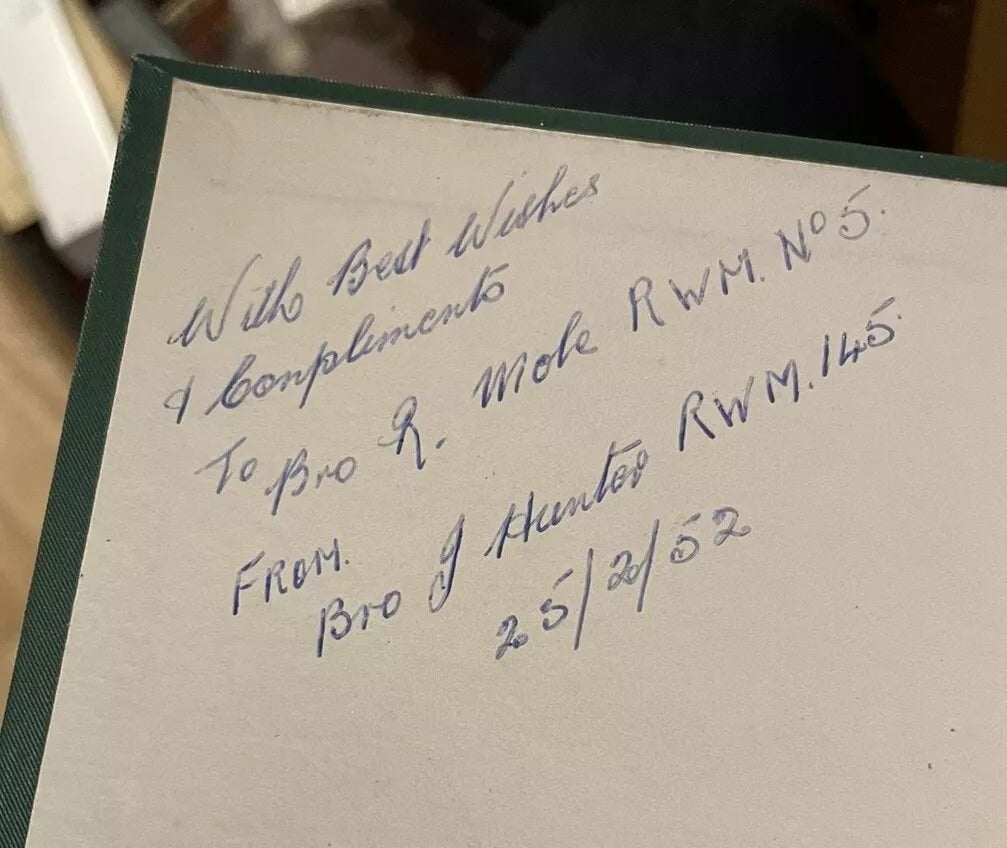 With Best Wishes
& Compliments
To Bro R. Mole RWM. No 5.
FROM.
Bro J Hunter RWM. 145.
25/2/52